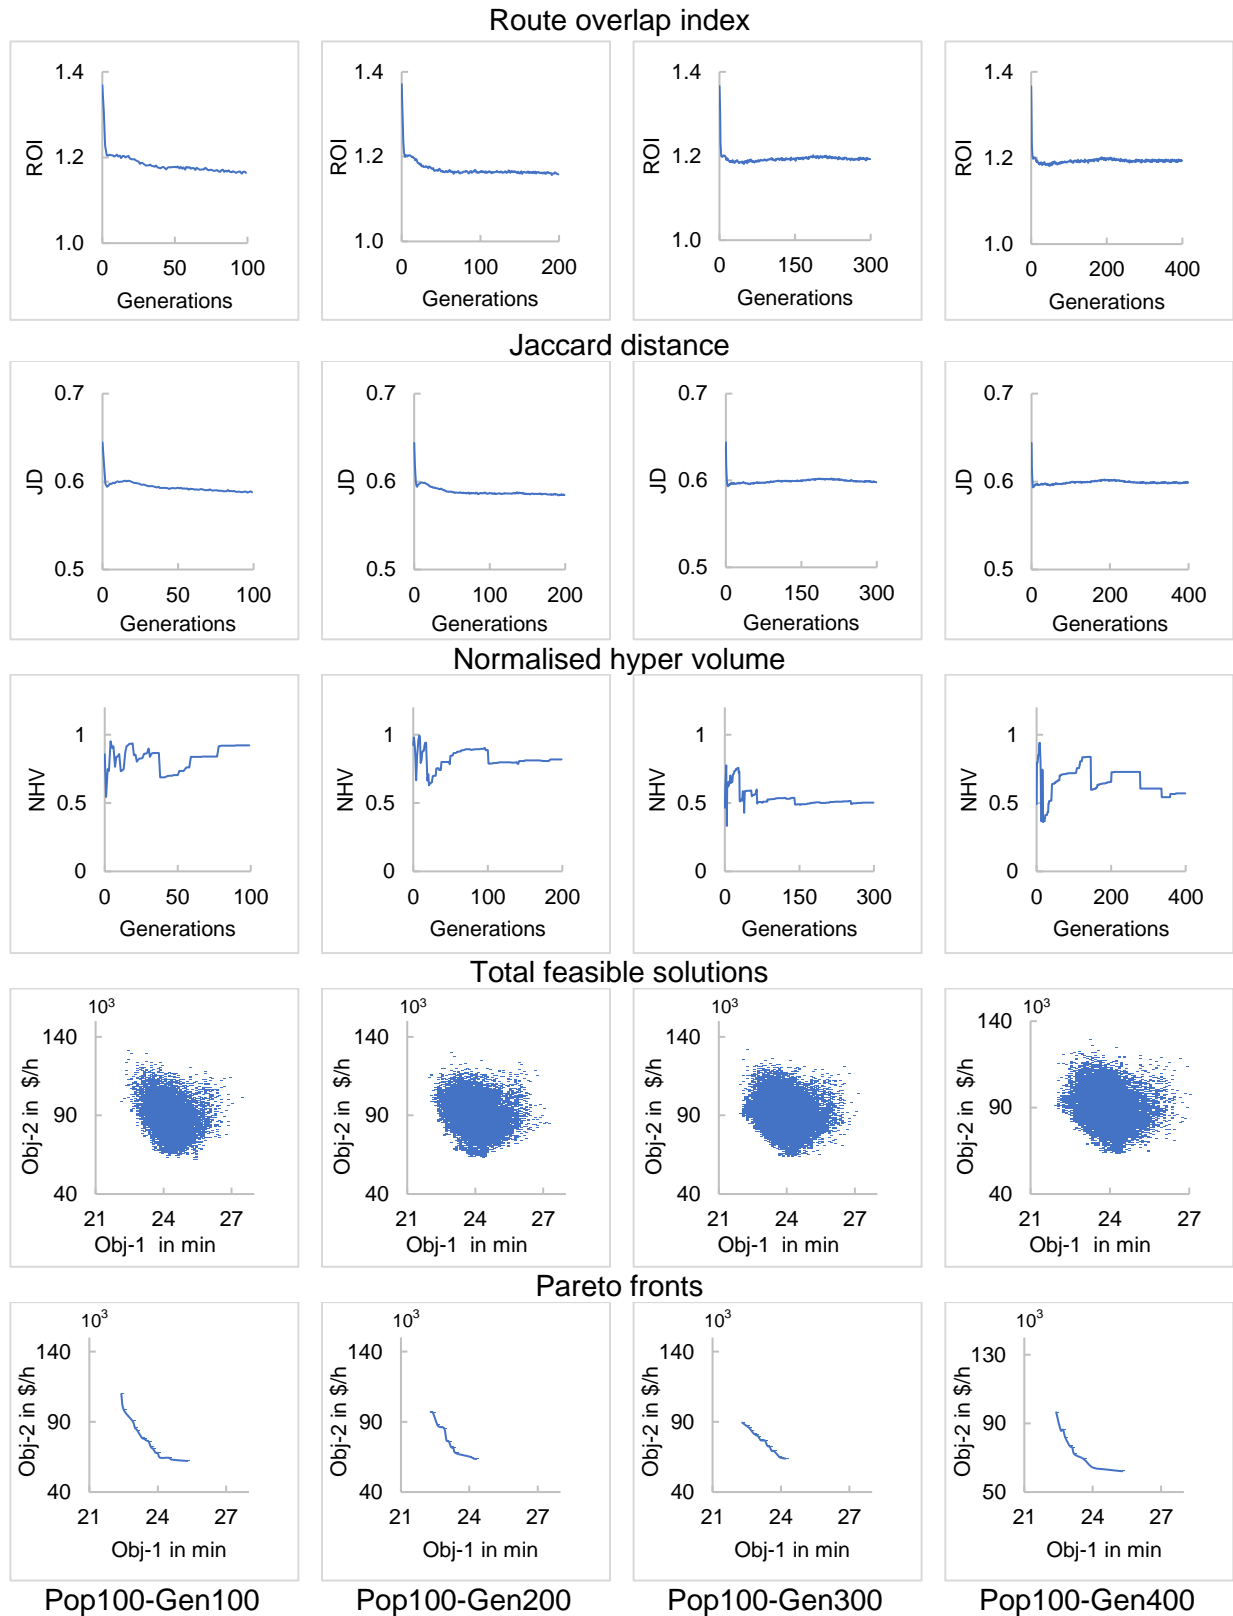 Route overlap index
1.4 1.4 1.4 1.4
ROI ROI ROI ROI
1.2 1.2 1.2 1.2
1.0 1.0 1.0 1.0
0 50 100 0 100 200 0 150 300 0 200 400
Generations Generations Generations Generations
Jaccard distance
0.7 0.7 0.7 0.7
JD JD JD JD
0.6 0.6 0.6 0.6
0.5 0.5 0.5 0.5
0 50 100 0 100 200 0 150 300 0 200 400
Generations Generations Generations Generations
Normalised hyper volume
1 1 1 1
NHV NHV NHV NHV
0.5 0.5 0.5 0.5
0 0 0 0
0 50 100 0 100 200 0 150 300 0 200 400
Generations Generations Generations Generations
Total feasible solutions
10³ 10³ 10³ 10³
140 140 140 140
Obj-2 in $/h Obj-2 in $/h Obj-2 in $/h Obj-2 in $/h
90 90 90 90
40 40 40 40
21 24 27 21 24 27 21 24 27 21 24 27
Obj-1 in min Obj-1 in min Obj-1 in min Obj-1 in min
Pareto fronts
10³ 10³ 10³ 10³
140 140 140 130
Obj-2 in $/h Obj-2 in $/h Obj-2 in $/h Obj-2 in $/h
90 90 90 90
40 40 40 50
21 24 27 21 24 27 21 24 27 21 24 27
Obj-1 in min Obj-1 in min Obj-1 in min Obj-1 in min
Pop100-Gen100 Pop100-Gen200 Pop100-Gen300 Pop100-Gen400